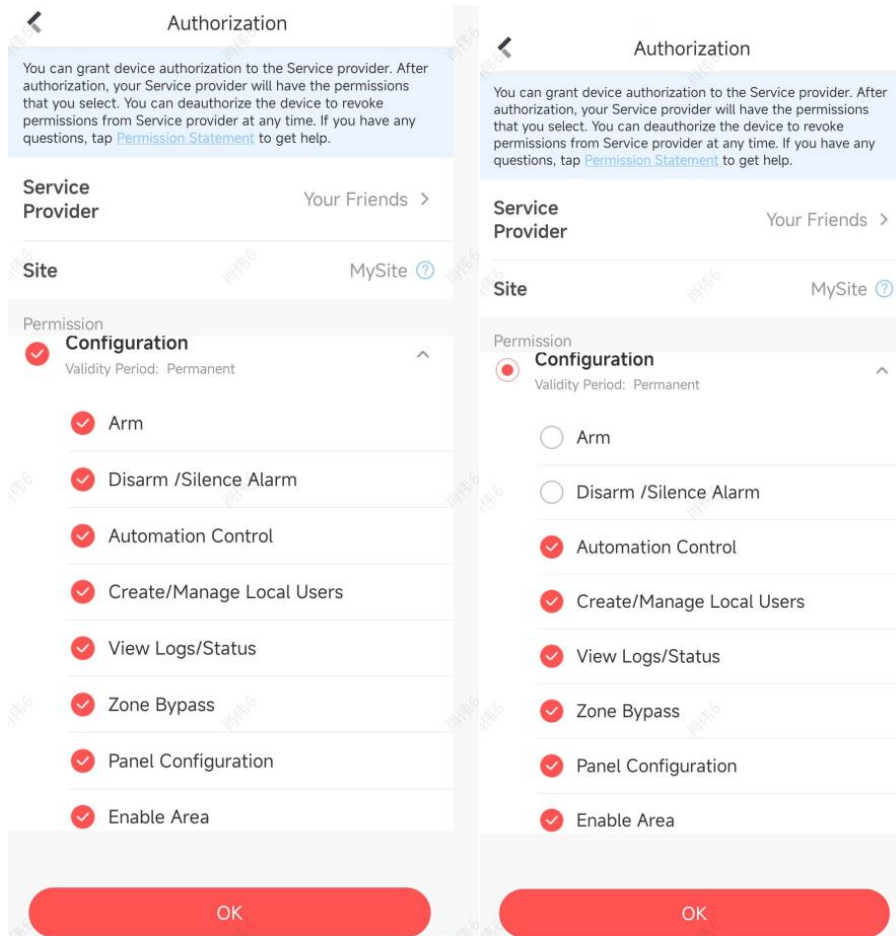 Authorization
You can grant device authorization to the Service provider. After
authorization, your Service provider will have the permissions
that you select. You can deauthorize the device to revoke
permissions from Service provider at any time. If you have any
questions, tap Permission Statement to get help.
Service
Provider
Your Friends
Site
MySite
Permission
Configuration
Validity Period: Permanent
Arm
Disarm /Silence Alarm
Automation Control
Create/Manage Local Users
View Logs/Status
Zone Bypass
Panel Configuration
Enable Area
OK
Authorization
You can grant device authorization to the Service provider. After
authorization, your Service provider will have the permissions
that you select. You can deauthorize the device to revoke
permissions from Service provider at any time. If you have any
questions, tap Permission Statement to get help.
Service
Provider
Your Friends
Site
MySite
Permission
Configuration
Validity Period: Permanent
Arm
Disarm /Silence Alarm
Automation Control
Create/Manage Local Users
View Logs/Status
Zone Bypass
Panel Configuration
Enable Area
OK